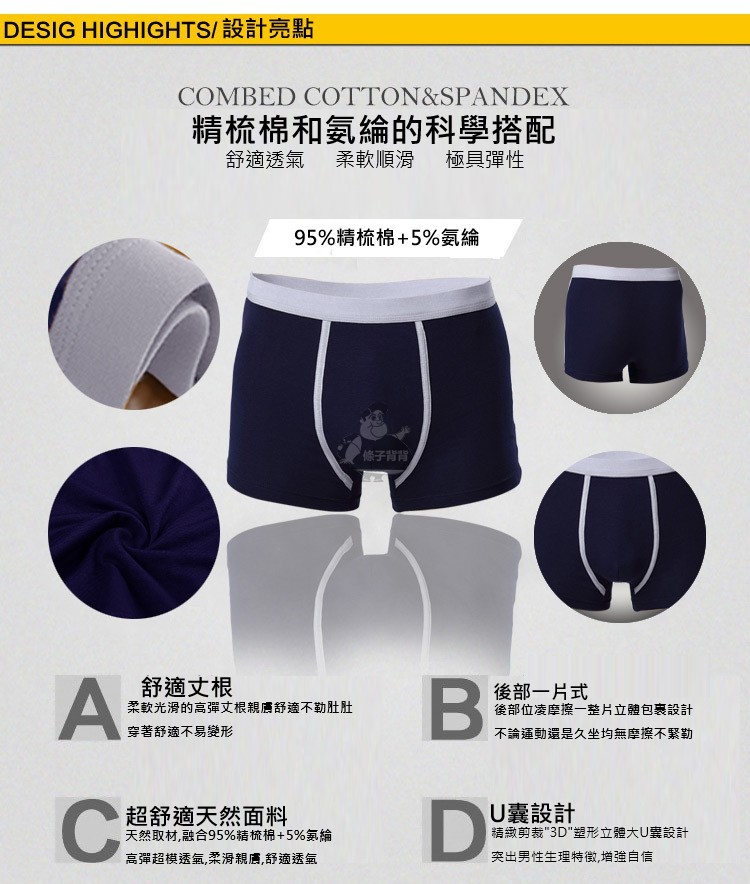 DESIG HIGHIGHTS/設計亮點
COMBED COTTON&SPANDEX
精梳棉和氨綸的科學搭配
舒適透氣 柔軟順滑 極具彈性
95%精梳棉+5%氨綸
條子背背
A 舒適丈根
柔軟光滑的高彈丈根親膚舒適不勒肚肚
穿著舒適不易變形
B 後部一片式
後部位凌摩擦一整片立體包裹設計
不論運動還是久坐均無摩擦不緊勒
C 超舒適天然面料
天然取材,融合95%精梳棉+5%氨綸
高彈超模透氣,柔滑親膚,舒適透氣
D U囊設計
精緻剪裁"3D"塑形立體大U囊設計
突出男性生理特徵,增強自信